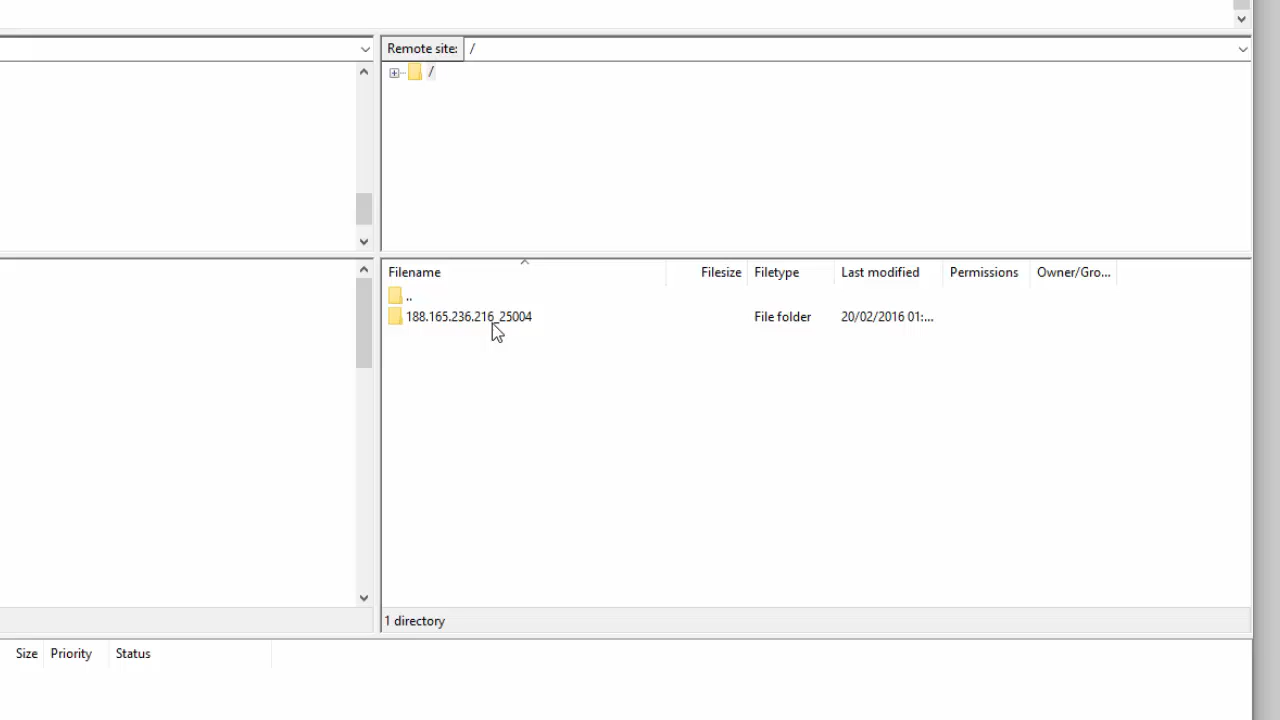 Remote site: /
/
Filename Filesize Filetype Last modified Permissions Owner/Gro...
..
188.165.236.216_25004 File folder 20/02/2016 01:...
1 directory
Size Priority Status